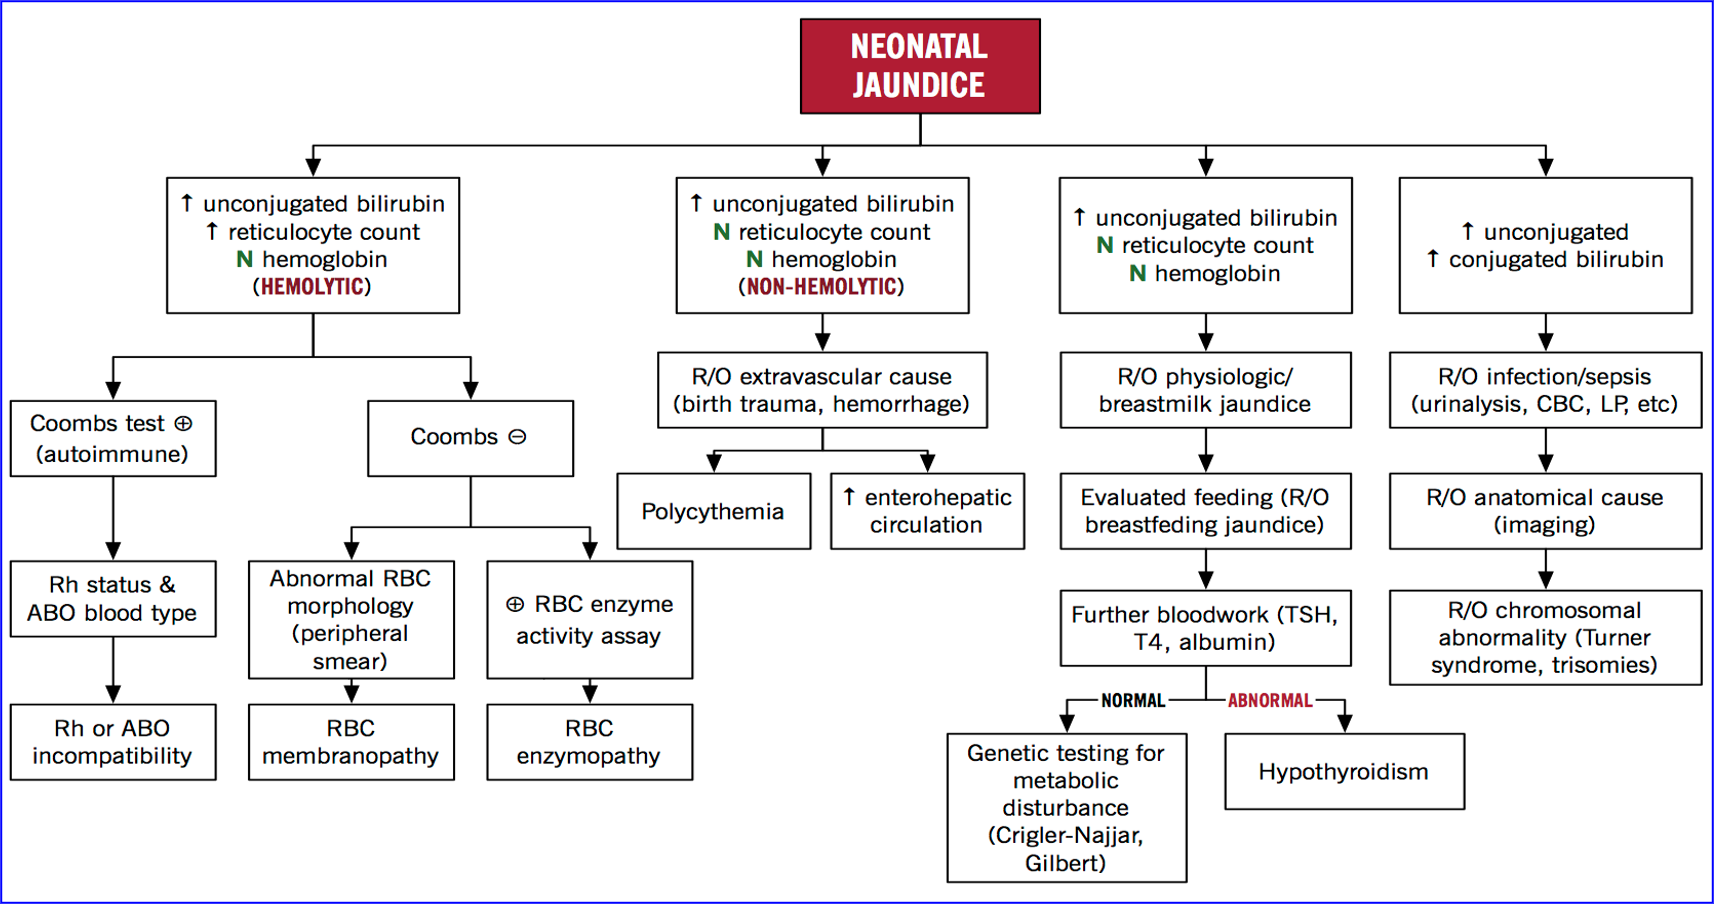 NEONATAL
JAUNDICE
↑ unconjugated bilirubin
↑ reticulocyte count
N hemoglobin
(HEMOLYTIC)
↑ unconjugated bilirubin
N reticulocyte count
N hemoglobin
(NON-HEMOLYTIC)
↑ unconjugated bilirubin
N reticulocyte count
N hemoglobin
↑ unconjugated
↑ conjugated bilirubin
Coombs test ⊕
(autoimmune)
Coombs ⊖
R/O extravascular cause
(birth trauma, hemorrhage)
R/O physiologic/
breastmilk jaundice
R/O infection/sepsis
(urinalysis, CBC, LP, etc)
Polycythemia
↑ enterohepatic
circulation
Evaluated feeding (R/O
breastfeding jaundice)
R/O anatomical cause
(imaging)
Rh status &
ABO blood type
Abnormal RBC
morphology
(peripheral
smear)
⊕ RBC enzyme
activity assay
Further bloodwork (TSH,
T4, albumin)
R/O chromosomal
abnormality (Turner
syndrome, trisomies)
Rh or ABO
incompatibility
RBC
membranopathy
RBC
enzymopathy
NORMAL
ABNORMAL
Genetic testing for
metabolic
disturbance
(Crigler-Najjar,
Gilbert)
Hypothyroidism